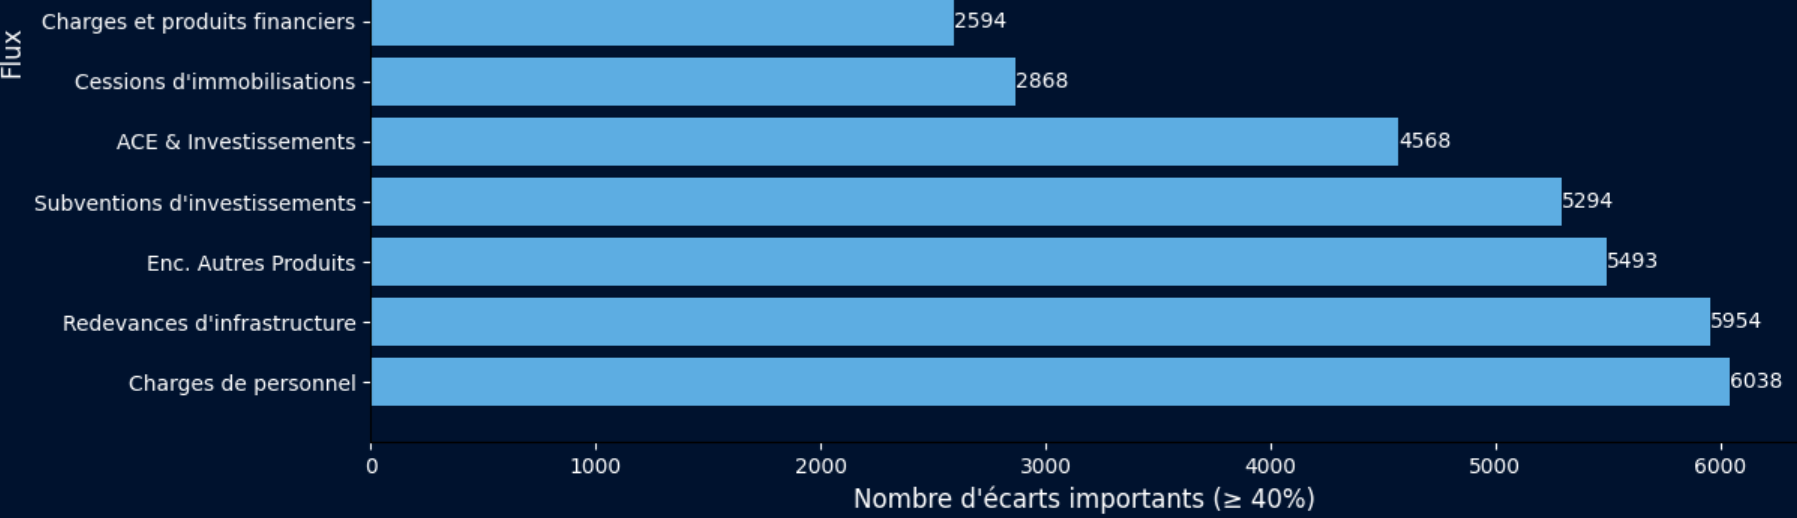 Flux
Charges et produits financiers 2594
Cessions d'immobilisations 2868
ACE & Investissements 4568
Subventions d'investissements 5294
Enc. Autres Produits 5493
Redevances d'infrastructure 5954
Charges de personnel 6038
0 1000 2000 3000 4000 5000 6000
Nombre d'écarts importants (≥ 40%)